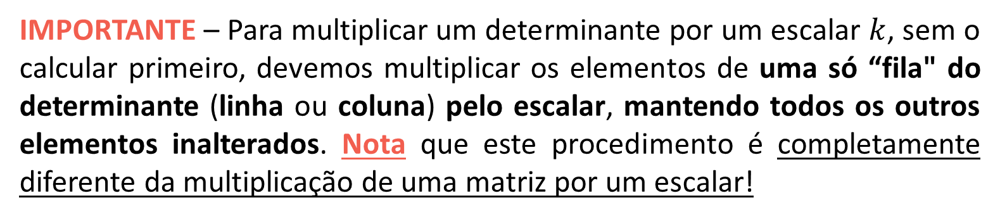 IMPORTANTE – Para multiplicar um determinante por um escalar k, sem o
calcular primeiro, devemos multiplicar os elementos de uma só “fila" do
determinante (linha ou coluna) pelo escalar, mantendo todos os outros
elementos inalterados. Nota que este procedimento é completamente
diferente da multiplicação de uma matriz por um escalar!